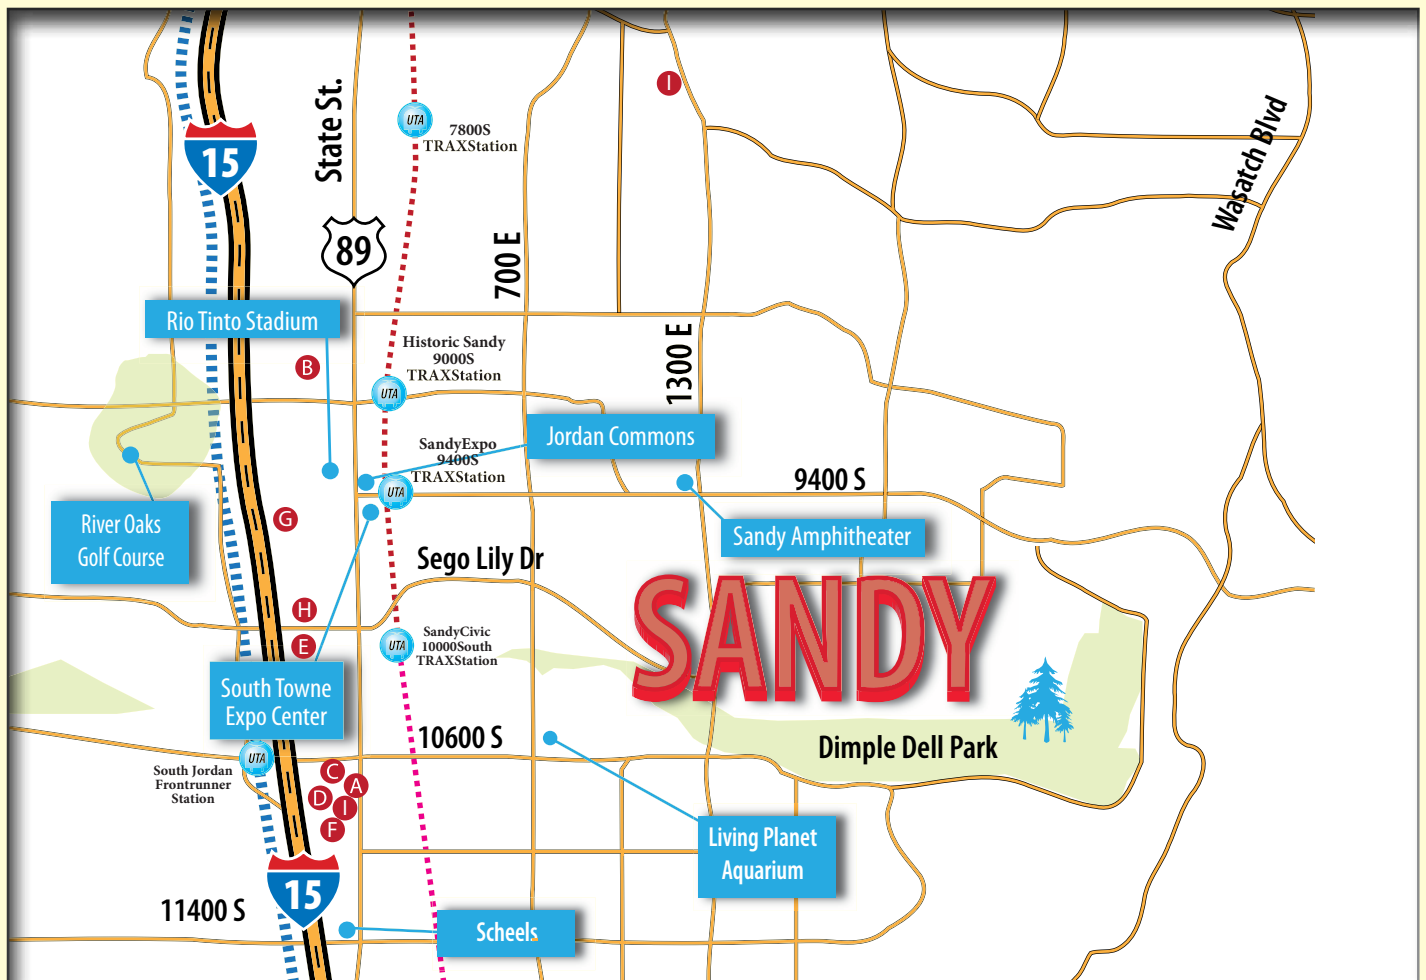 I
State St.
UTA
7800S
TRAXStation
15
Wasatch Blvd
89
700 E
Rio Tinto Stadium
Historic Sandy
9000S
TRAXStation
1300 E
B
UTA
Jordan Commons
SandyExpo
9400S
TRAXStation
9400 S
UTA
River Oaks
Golf Course
G
Sandy Amphitheater
Sego Lily Dr
SANDY
H
E
SandyCivic
10000South
TRAXStation
UTA
South Towne
Expo Center
10600 S
Dimple Dell Park
UTA
South Jordan
Frontrunner
Station
C
A
D
I
F
Living Planet
Aquarium
15
11400 S
Scheels